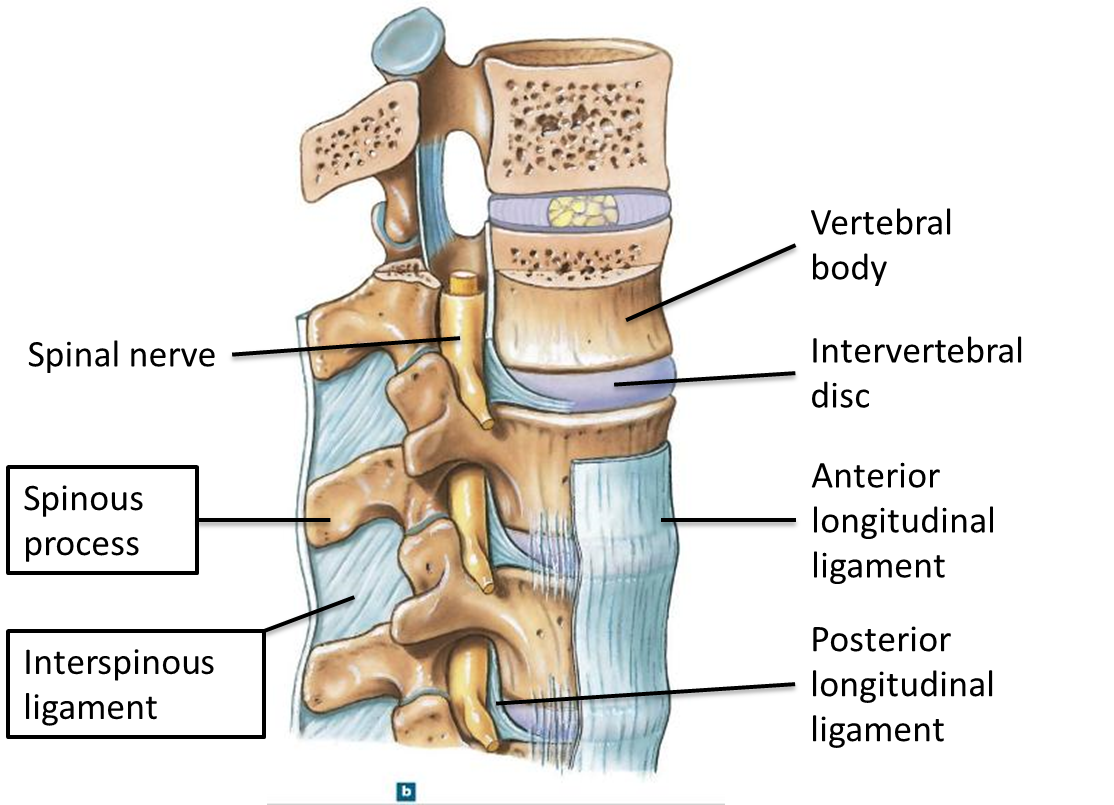 Spinal nerve
Spinous
process
Interspinous
ligament
Vertebral
body
Intervertebral
disc
Anterior
longitudinal
ligament
Posterior
longitudinal
ligament
b